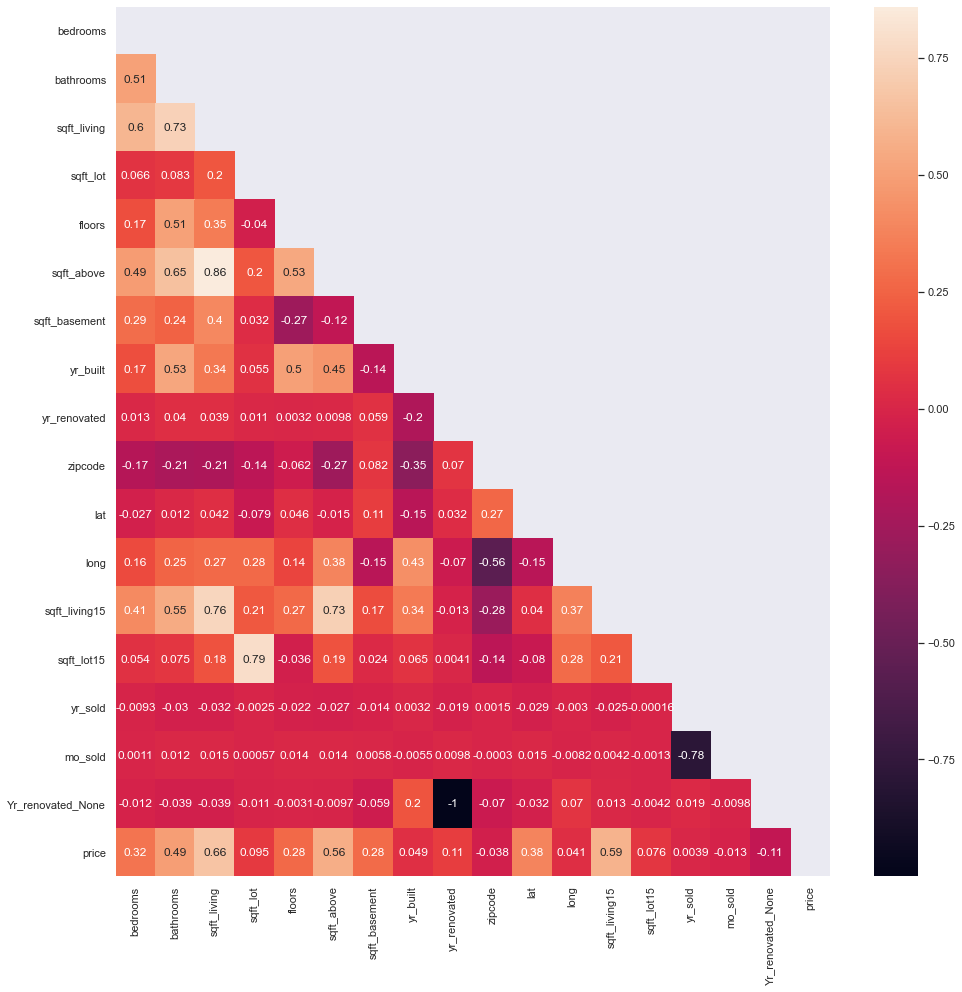 bedrooms
bathrooms 0.51
sqft_living 0.6 0.73
sqft_lot 0.066 0.083 0.2
floors 0.17 0.51 0.35 -0.04
sqft_above 0.49 0.65 0.86 0.2 0.53
sqft_basement 0.29 0.24 0.4 0.032 -0.27 -0.12
yr_built 0.17 0.53 0.34 0.055 0.5 0.45 -0.14
yr_renovated 0.013 0.04 0.039 0.011 0.0032 0.0098 0.059 -0.2
zipcode -0.17 -0.21 -0.21 -0.14 -0.062 -0.27 0.082 -0.35 0.07
lat -0.027 0.012 0.042 -0.079 0.046 -0.015 0.11 -0.15 0.032 0.27
long 0.16 0.25 0.27 0.28 0.14 0.38 -0.15 0.43 -0.07 -0.56 -0.15
sqft_living15 0.41 0.55 0.76 0.21 0.27 0.73 0.17 0.34 -0.013 -0.28 0.04 0.37
sqft_lot15 0.054 0.075 0.18 0.79 -0.036 0.19 0.024 0.065 0.0041 -0.14 -0.08 0.28 0.21
yr_sold -0.0093 -0.03 -0.032 -0.0025 -0.022 -0.027 -0.014 0.0032 -0.019 0.0015 -0.029 -0.003 -0.025 -0.00016
mo_sold 0.0011 0.012 0.015 0.00057 0.014 0.014 0.0058 -0.0055 0.0098 -0.0003 0.015 -0.0082 0.0042 -0.0013 -0.78
Yr_renovated_None -0.012 -0.039 -0.039 -0.011 -0.0031 -0.0097 -0.059 0.2 -1 -0.07 -0.032 0.07 0.013 -0.0042 0.019 -0.0098
price 0.32 0.49 0.66 0.095 0.28 0.56 0.28 0.049 0.11 -0.038 0.38 0.041 0.59 0.076 0.0039 -0.013 -0.11
bedrooms
bathrooms
sqft_living
sqft_lot
floors
sqft_above
sqft_basement
yr_built
yr_renovated
zipcode
lat
long
sqft_living15
sqft_lot15
yr_sold
mo_sold
Yr_renovated_None
price
0.75
0.50
0.25
0.00
-0.25
-0.50
-0.75